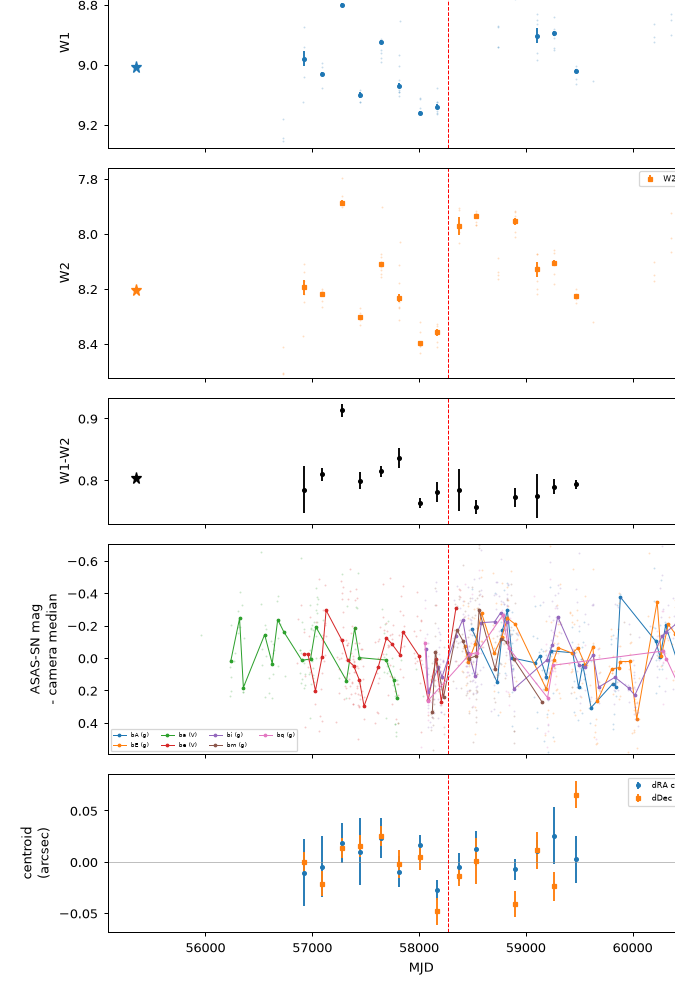 8.8
9.0
9.2
W1
7.8
8.0
8.2
8.4
W2
W2
0.9
0.8
W1-W2
−0.6
−0.4
−0.2
0.0
0.2
0.4
ASAS-SN mag
- camera median
bA (g)
bE (g)
ba (V)
be (V)
bi (g)
bm (g)
bq (g)
0.05
0.00
−0.05
centroid
(arcsec)
dRA c
dDec
56000 57000 58000 59000 60000
MJD